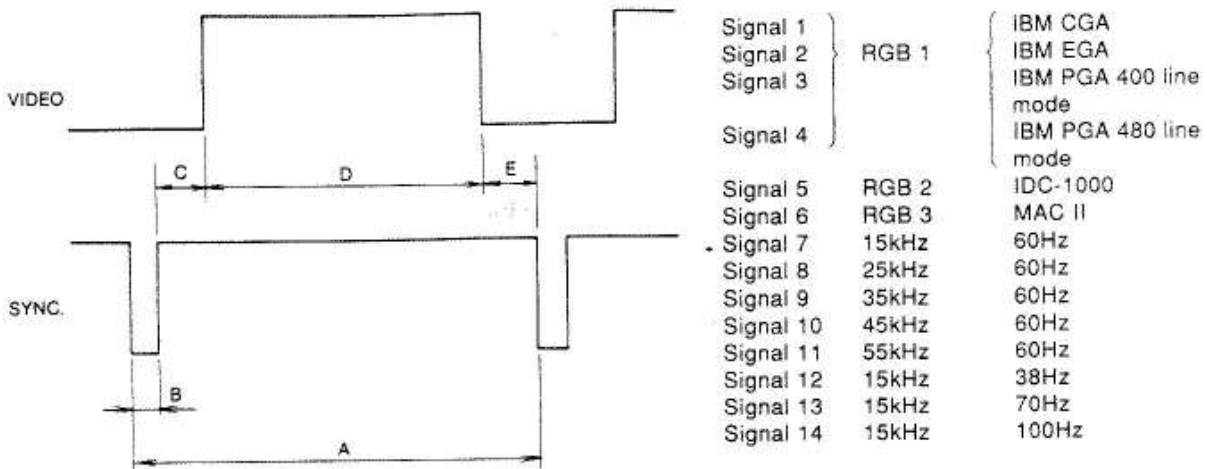 VIDEO
C
D
E
SYNC.
B
A
Signal 1 IBM CGA
Signal 2 RGB 1 IBM EGA
Signal 3 IBM PGA 400 line
mode
Signal 4 IBM PGA 480 line
mode
Signal 5 RGB 2 IDC-1000
Signal 6 RGB 3 MAC II
Signal 7 15kHz 60Hz
Signal 8 25kHz 60Hz
Signal 9 35kHz 60Hz
Signal 10 45kHz 60Hz
Signal 11 55kHz 60Hz
Signal 12 15kHz 38Hz
Signal 13 15kHz 70Hz
Signal 14 15kHz 100Hz